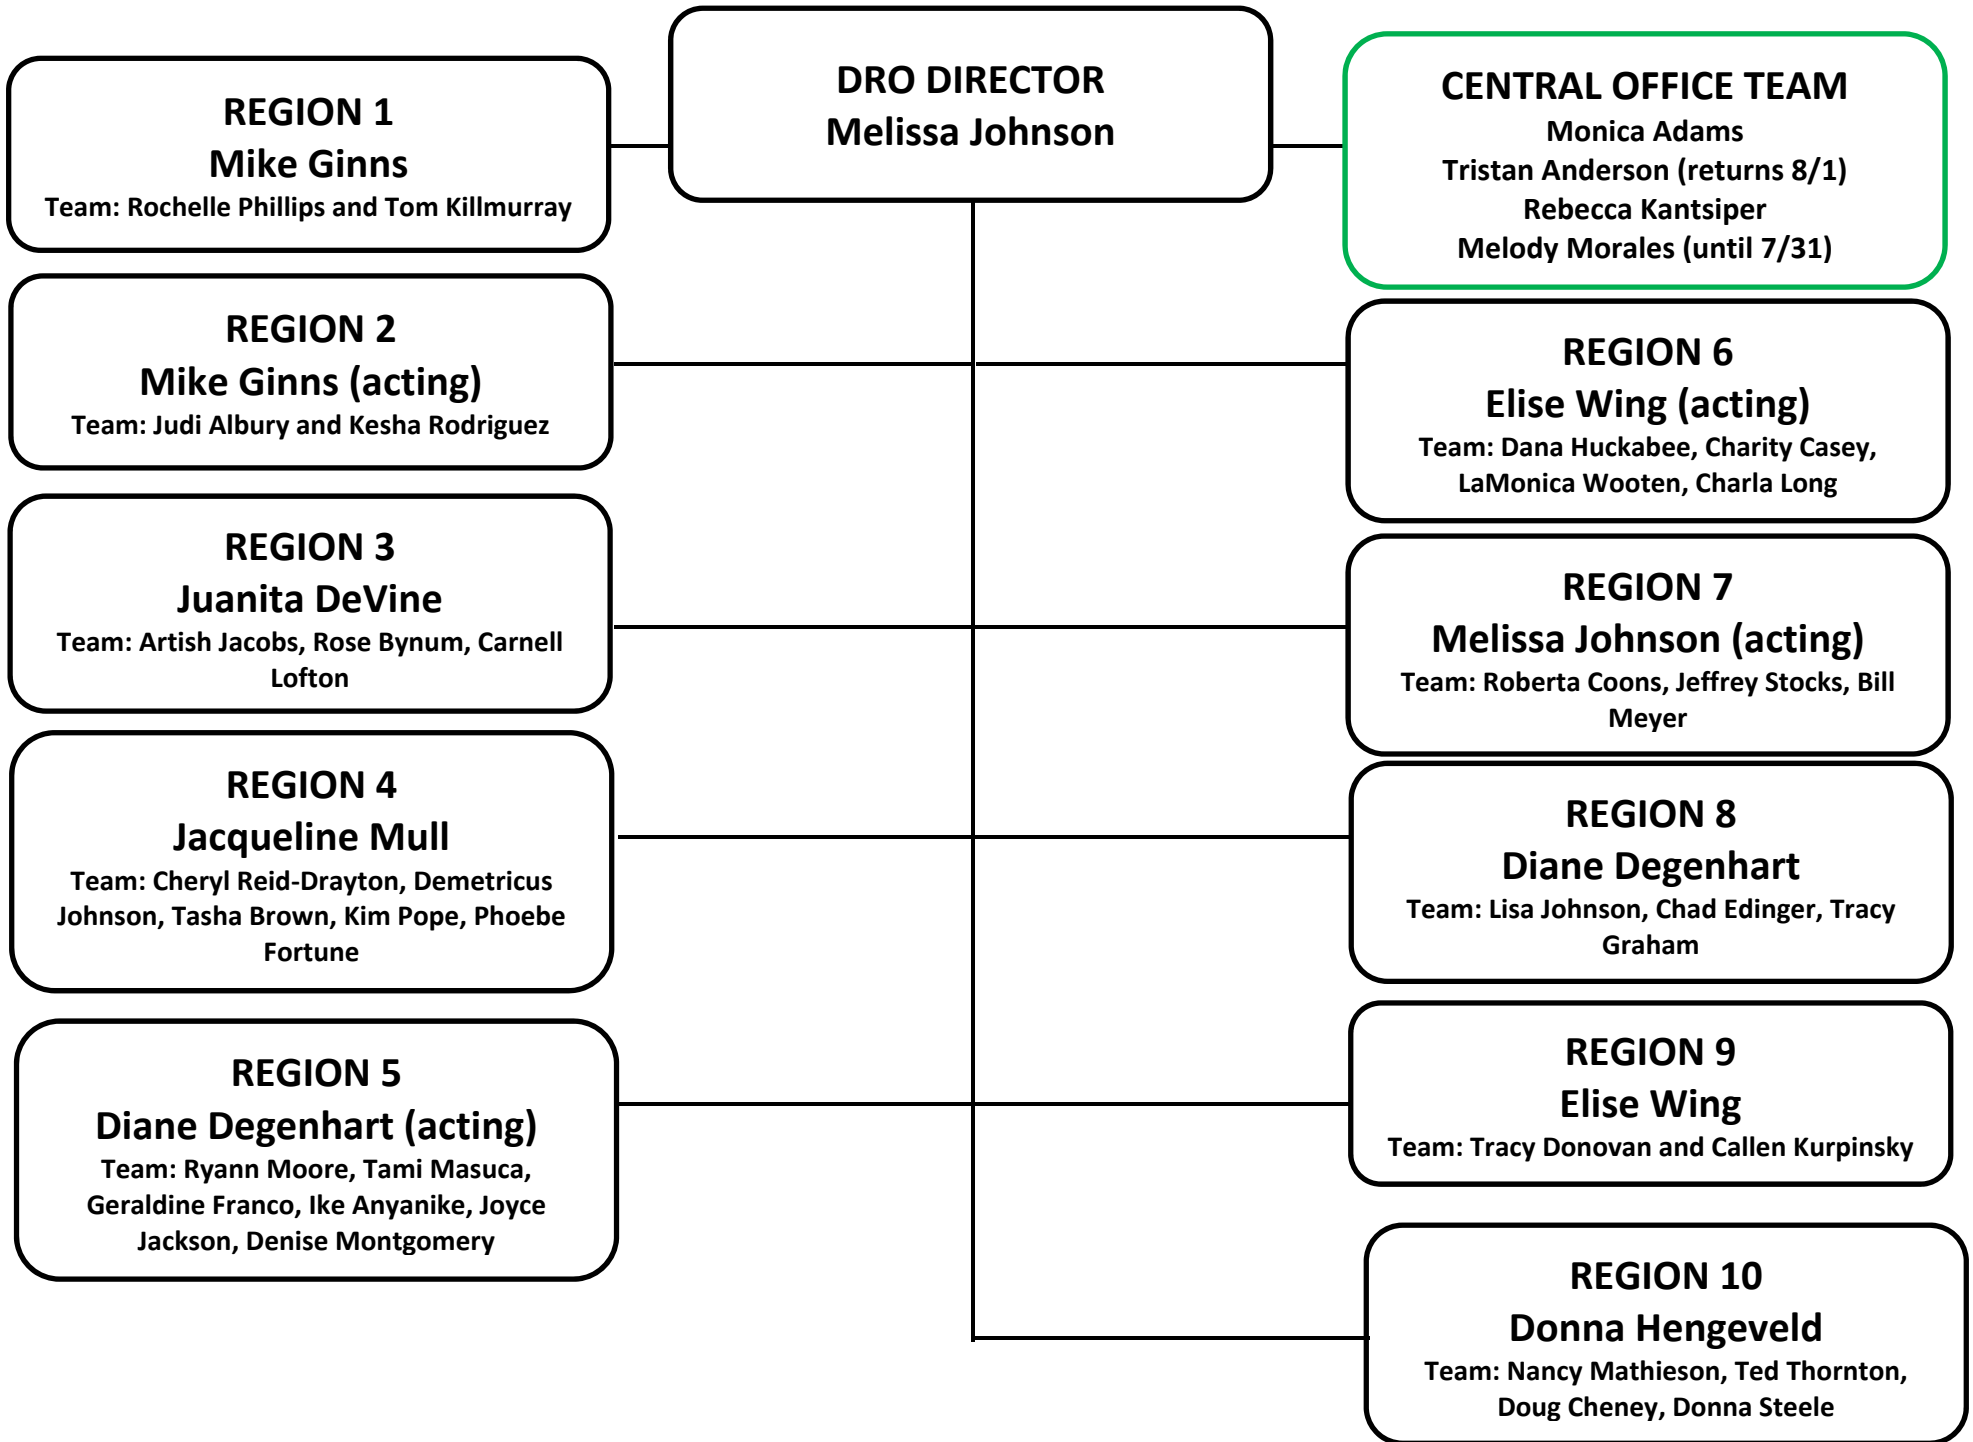 DRO DIRECTOR
Melissa Johnson
CENTRAL OFFICE TEAM
Monica Adams
Tristan Anderson (returns 8/1)
Rebecca Kantsiper
Melody Morales (until 7/31)
REGION 1
Mike Ginns
Team: Rochelle Phillips and Tom Killmurray
REGION 2
Mike Ginns (acting)
Team: Judi Albury and Kesha Rodriguez
REGION 3
Juanita DeVine
Team: Artish Jacobs, Rose Bynum, Carnell
Lofton
REGION 4
Jacqueline Mull
Team: Cheryl Reid-Drayton, Demetricus
Johnson, Tasha Brown, Kim Pope, Phoebe
Fortune
REGION 5
Diane Degenhart (acting)
Team: Ryann Moore, Tami Masuca,
Geraldine Franco, Ike Anyanike, Joyce
Jackson, Denise Montgomery
REGION 6
Elise Wing (acting)
Team: Dana Huckabee, Charity Casey,
LaMonica Wooten, Charla Long
REGION 7
Melissa Johnson (acting)
Team: Roberta Coons, Jeffrey Stocks, Bill
Meyer
REGION 8
Diane Degenhart
Team: Lisa Johnson, Chad Edinger, Tracy
Graham
REGION 9
Elise Wing
Team: Tracy Donovan and Callen Kurpinsky
REGION 10
Donna Hengeveld
Team: Nancy Mathieson, Ted Thornton,
Doug Cheney, Donna Steele